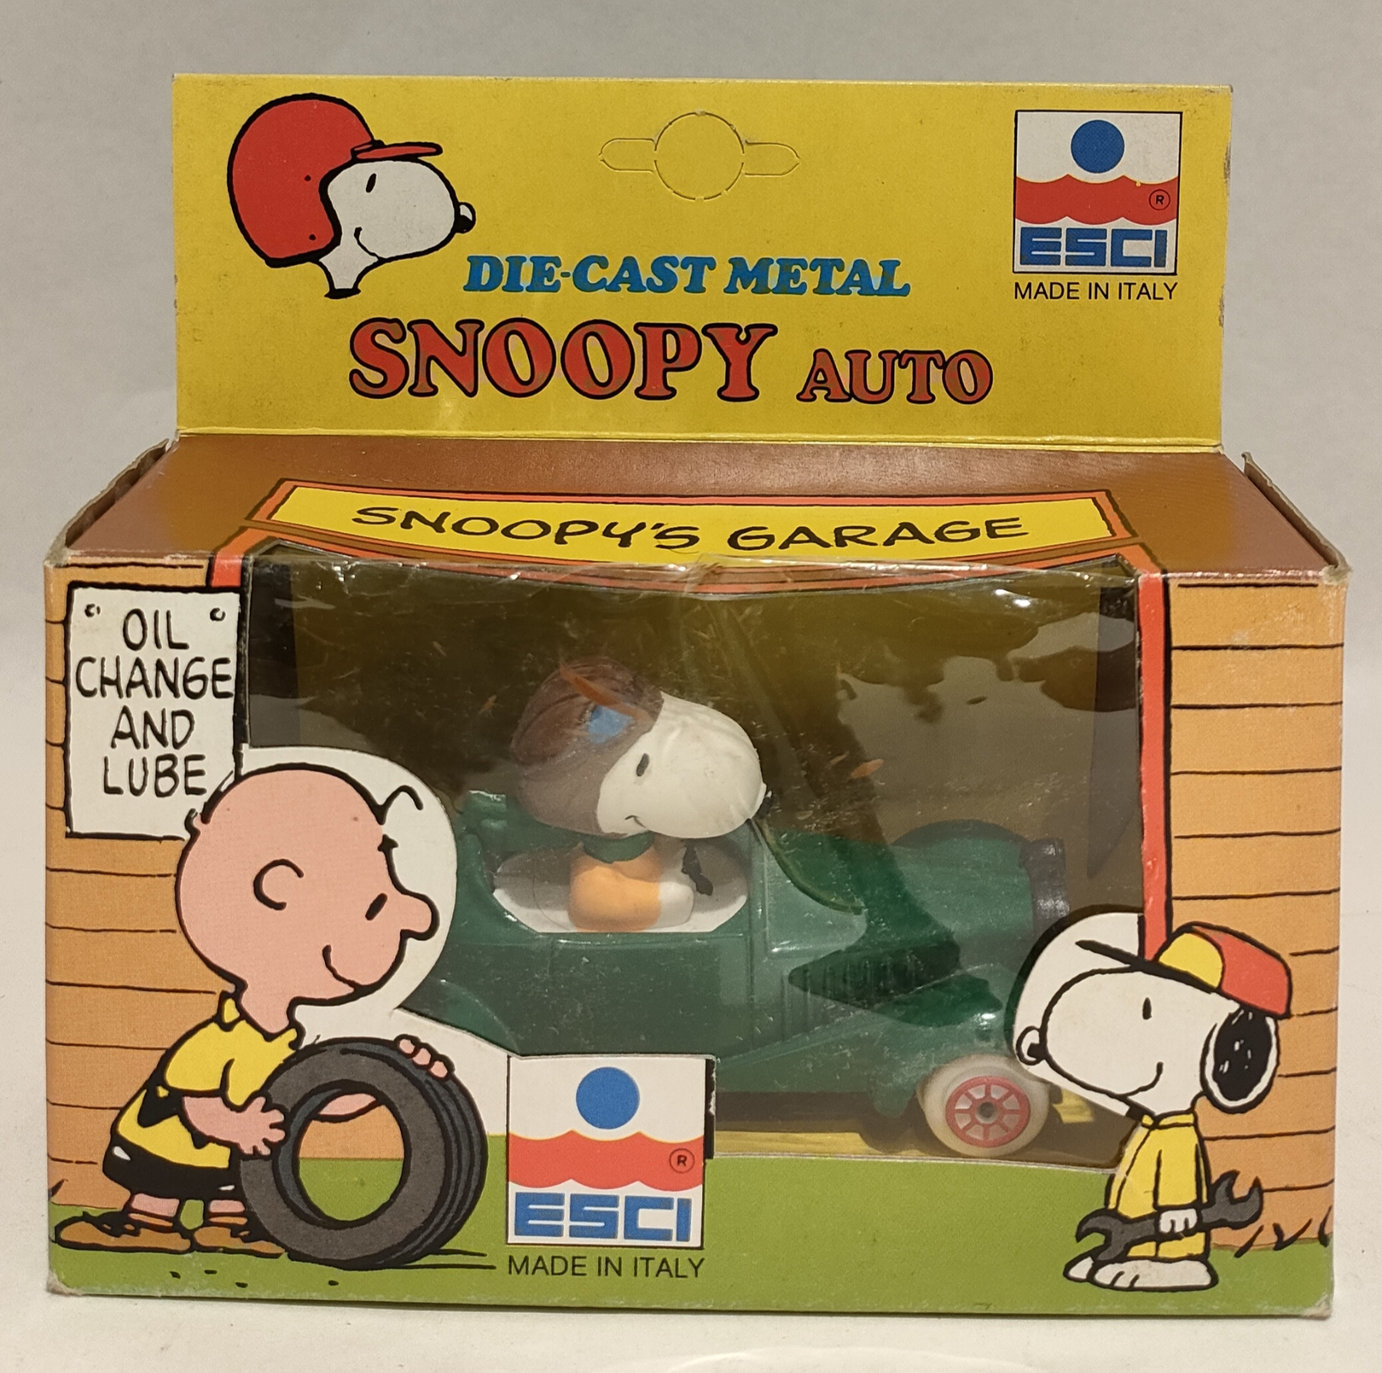 ®
ESCI
MADE IN ITALY
DIE-CAST METAL
SNOOPY AUTO
SNOOPY'S GARAGE
OIL
CHANGE
AND
LUBE
®
ESCI
MADE IN ITALY